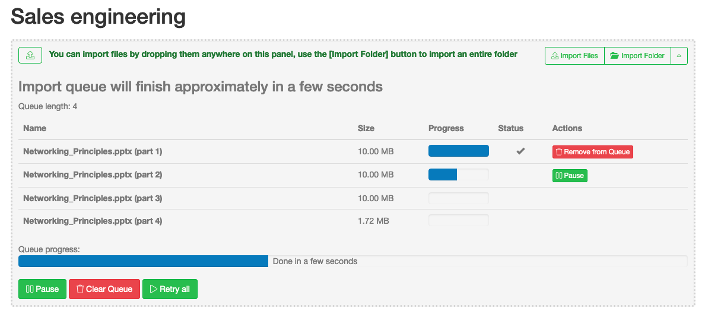 Sales engineering
You can import files by dropping them anywhere on this panel, use the [Import Folder] button to import an entire folder
Import Files Import Folder
Import queue will finish approximately in a few seconds
Queue length: 4
Name Size Progress Status Actions
Networking_Principles.pptx (part 1) 10.00 MB Remove from Queue
Networking_Principles.pptx (part 2) 10.00 MB Pause
Networking_Principles.pptx (part 3) 10.00 MB
Networking_Principles.pptx (part 4) 1.72 MB
Queue progress:
Done in a few seconds
Pause Clear Queue Retry all